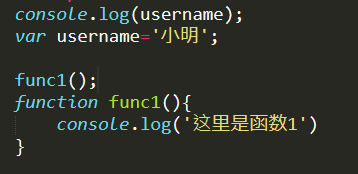 console.log(username);
var username='小明';
func1();
function func1(){
    console.log('这里是函数1')
}